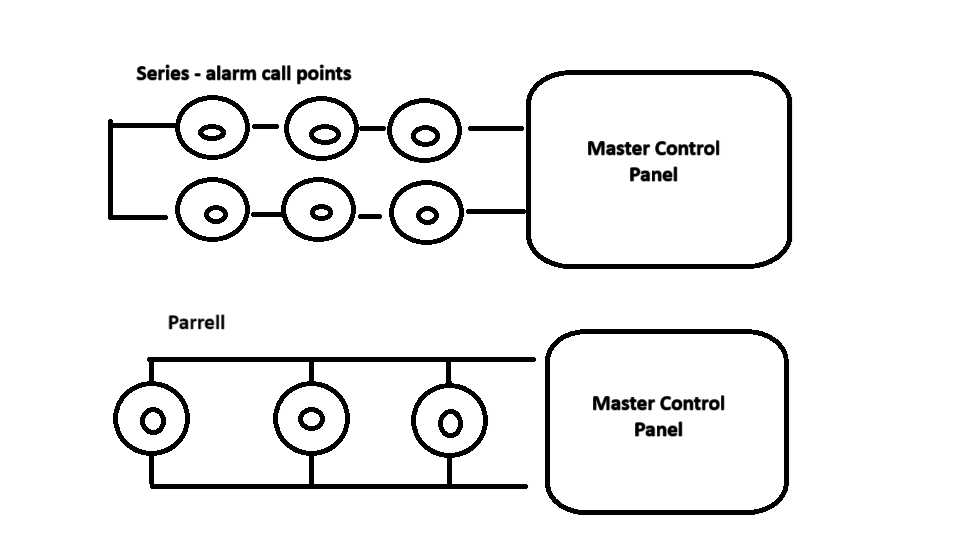 Series - alarm call points
Master Control
Panel
Parrell
Master Control
Panel